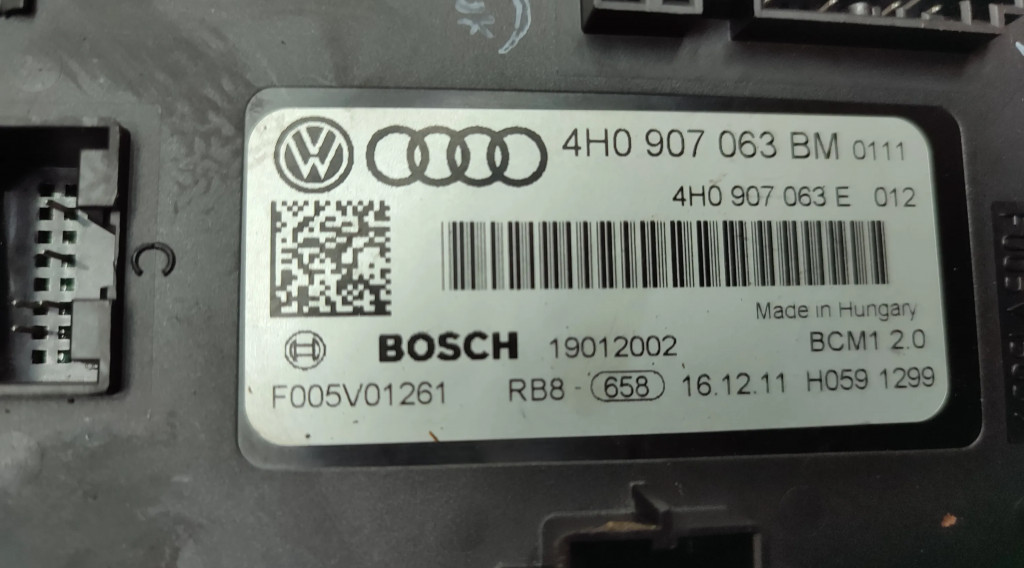 4H0 907 063 BM 0111
4H0 907 063 E 012
Made in Hungary
BOSCH 19012002 BCM1 2.0
F005V01261 RB8 - 658 16.12.11 H059 1299
C